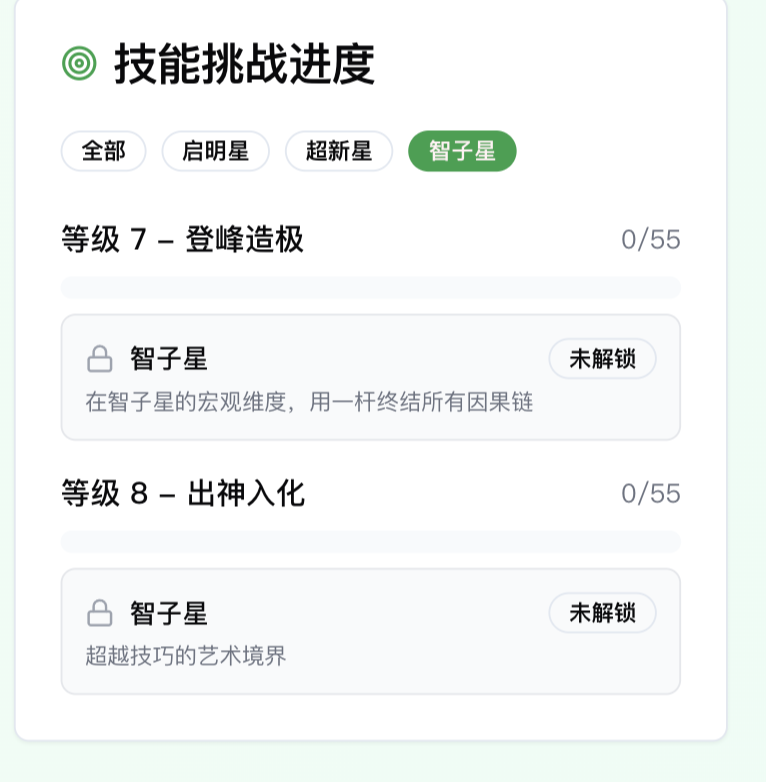 技能挑战进度
全部 启明星 超新星 智子星
等级 7 – 登峰造极 0/55
智子星 未解锁
在智子星的宏观维度，用一杆终结所有因果链
等级 8 – 出神入化 0/55
智子星 未解锁
超越技巧的艺术境界